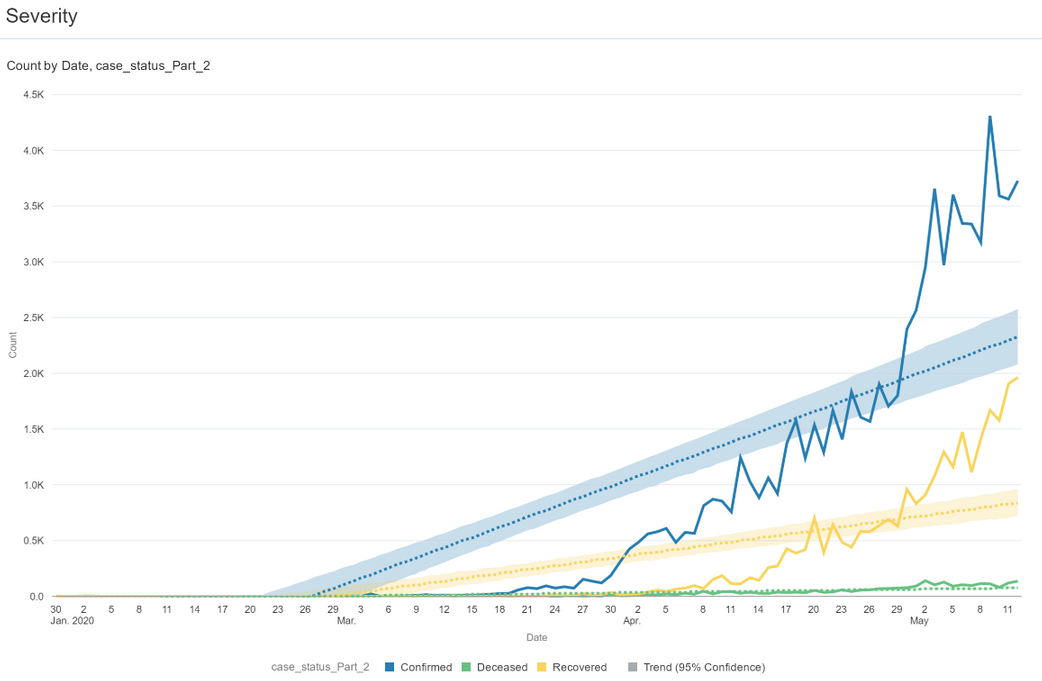 Severity
Count by Date, case_status_Part_2
4.5K
4.0K
3.5K
3.0K
2.5K
2.0K
1.5K
1.0K
0.5K
0.0
Count
30 2 5 8 11 14 17 20 23 26 29 3 6 9 12 15 18 21 24 27 30 2 5 8 11 14 17 20 23 26 29 2 5 8 11
Jan. 2020 Mar. Apr. May
Date
case_status_Part_2 Confirmed Deceased Recovered Trend (95% Confidence)